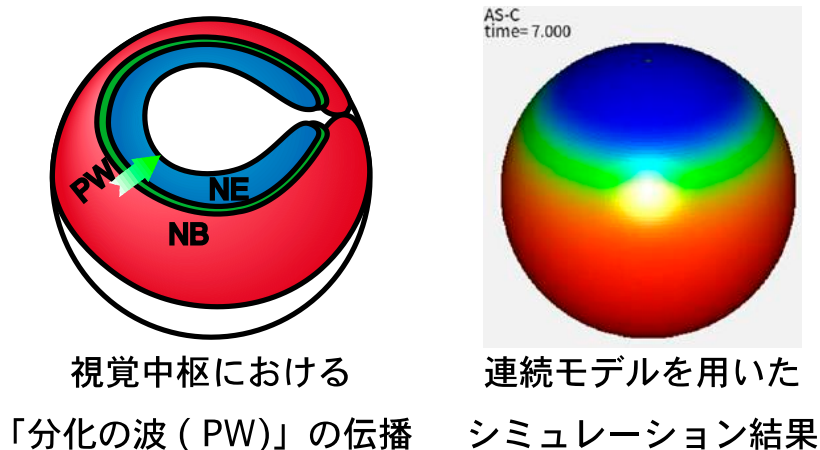 AS-C
time= 7.000
PW
NE
NB
視覚中枢における
「分化の波 ( PW)」の伝播
連続モデルを用いた
シミュレーション結果